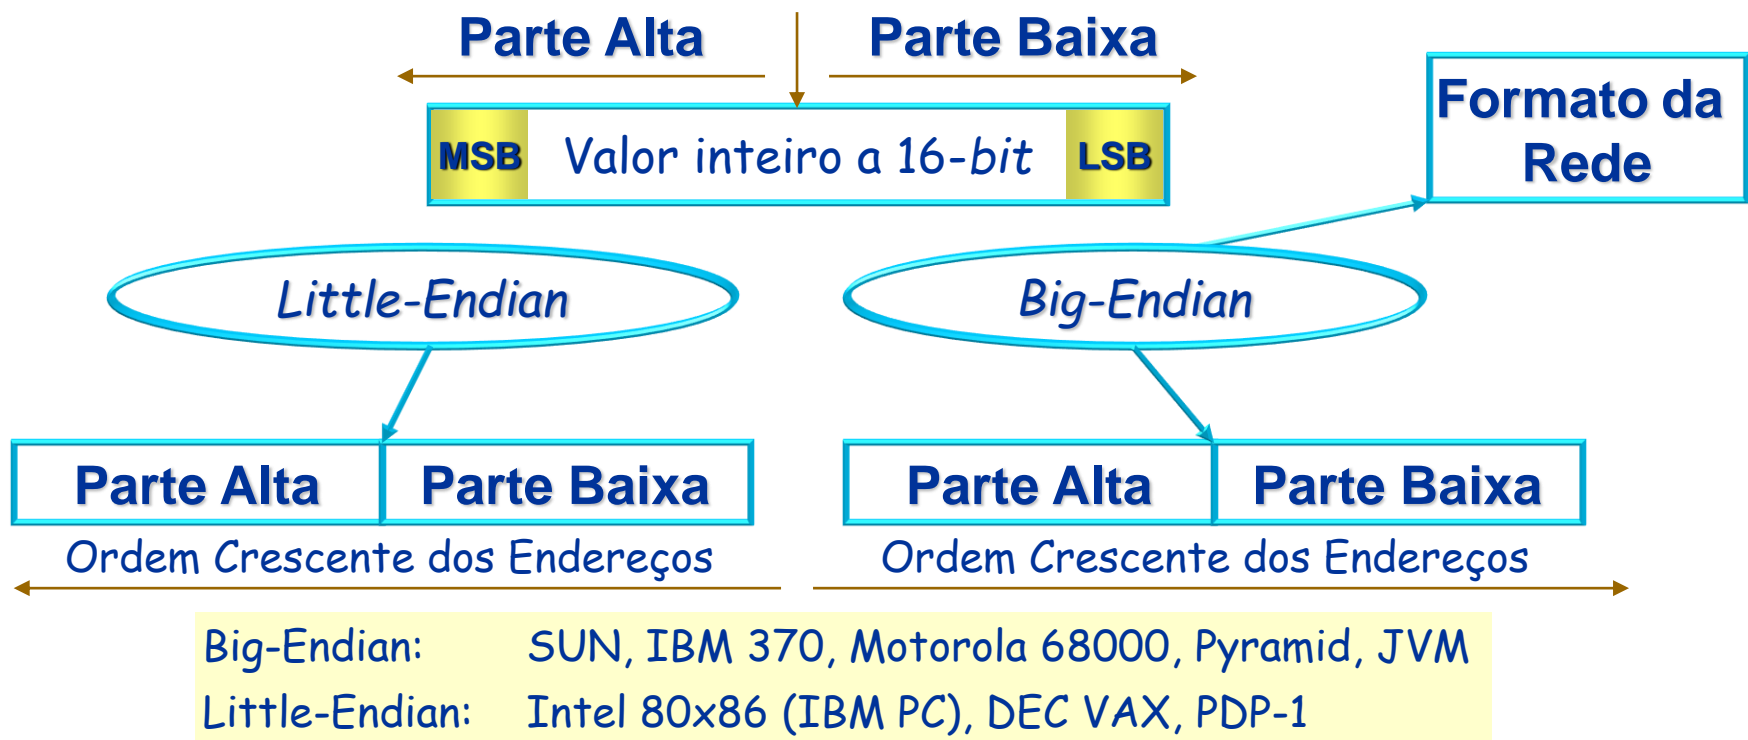 Parte Alta Parte Baixa
Formato da
Rede
MSB Valor inteiro a 16-bit LSB
Little-Endian Big-Endian
Parte Alta Parte Baixa Parte Alta Parte Baixa
Ordem Crescente dos Endereços Ordem Crescente dos Endereços
Big-Endian: SUN, IBM 370, Motorola 68000, Pyramid, JVM
Little-Endian: Intel 80x86 (IBM PC), DEC VAX, PDP-1